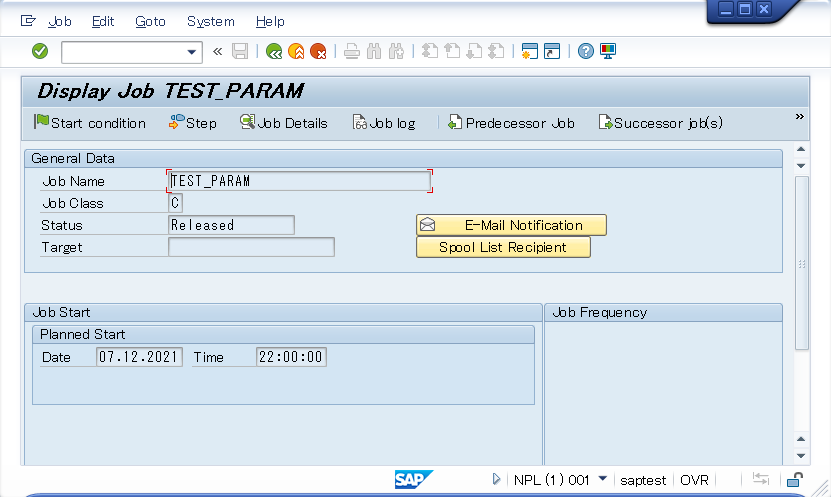 Job Edit Goto System Help
«
Display Job TEST_PARAM
Start condition Step Job Details Job log Predecessor Job Successor job(s) »
General Data
Job Name TEST_PARAM
Job Class C
Status Released E-Mail Notification
Target Spool List Recipient
Job Start Job Frequency
Planned Start
Date 07.12.2021 Time 22:00:00
SAP NPL (1) 001 saptest OVR